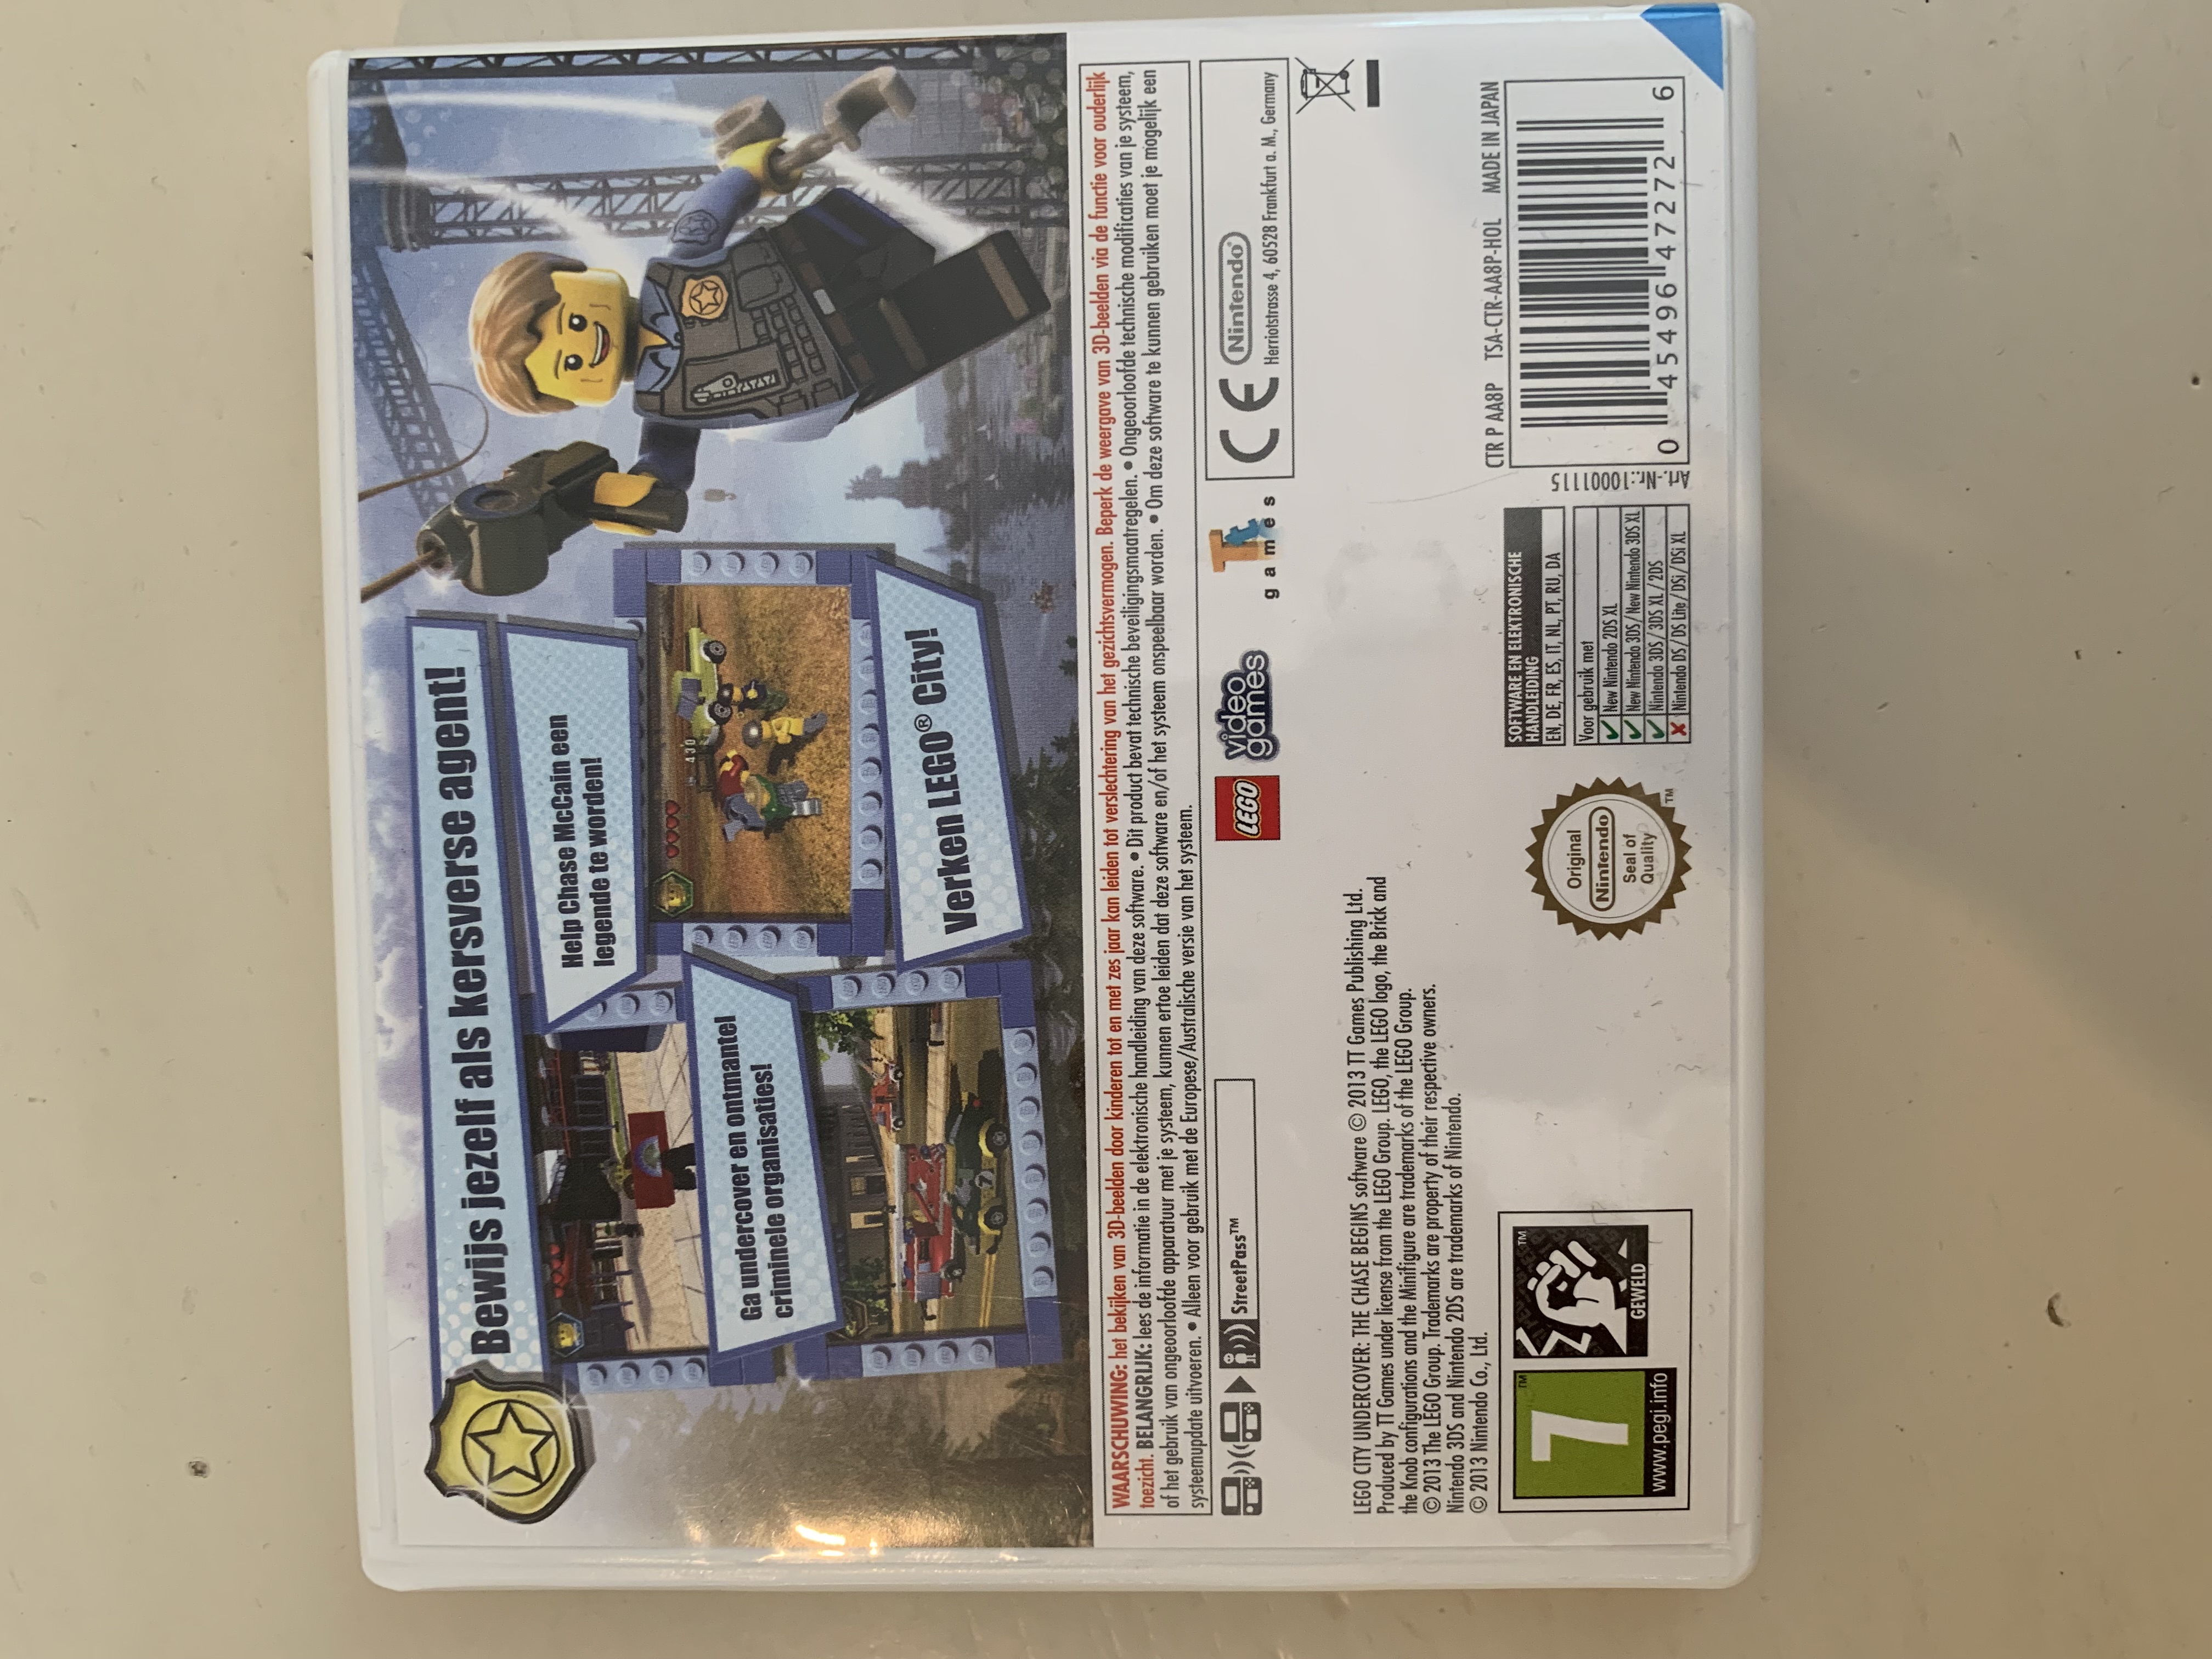 Bewijs jezelf als kersverse agent!
Help Chase McCain een
legende te worden!
430
Ga undercover en ontmantel
criminele organisaties!
7
Verken LEGO® City!
WAARSCHUWING: het bekijken van 3D-beelden door kinderen tot en met zes jaar kan leiden tot verslechtering van het gezichtsvermogen. Beperk de weergave van 3D-beelden via de functie voor ouderlijk
toezicht. BELANGRIJK: lees de informatie in de elektronische handleiding van deze software. • Dit product bevat technische beveiligingsmaatregelen. • Ongeoorloofde technische modificaties van je systeem,
of het gebruik van ongeoorloofde apparatuur met je systeem, kunnen ertoe leiden dat deze software en/of het systeem onspeelbaar worden. • Om deze software te kunnen gebruiken moet je mogelijk een
systeemupdate uitvoeren. • Alleen voor gebruik met de Europese/Australische versie van het systeem.
StreetPass™
LEGO
video
games
Tt
games
CE
Nintendo®
Herriotstrasse 4, 60528 Frankfurt a. M., Germany
LEGO CITY UNDERCOVER: THE CHASE BEGINS software © 2013 TT Games Publishing Ltd.
Produced by TT Games under license from the LEGO Group. LEGO, the LEGO logo, the Brick and
the Knob configurations and the Minifigure are trademarks of the LEGO Group.
© 2013 The LEGO Group. Trademarks are property of their respective owners.
Nintendo 3DS and Nintendo 2DS are trademarks of Nintendo.
© 2013 Nintendo Co., Ltd.
7
™
www.pegi.info
™
GEWELD
Original
Nintendo
Seal of
Quality
™
SOFTWARE EN ELEKTRONISCHE
HANDLEIDING
EN, DE, FR, ES, IT, NL, PT, RU, DA
Voor gebruik met
New Nintendo 2DS XL
New Nintendo 3DS / New Nintendo 3DS XL
Nintendo 3DS / 3DS XL / 2DS
Nintendo DS / DS Lite / DSi / DSi XL
CTR P AA8P TSA-CTR-AA8P-HOL MADE IN JAPAN
Art.-Nr.:10001115
0 45496 47272 6